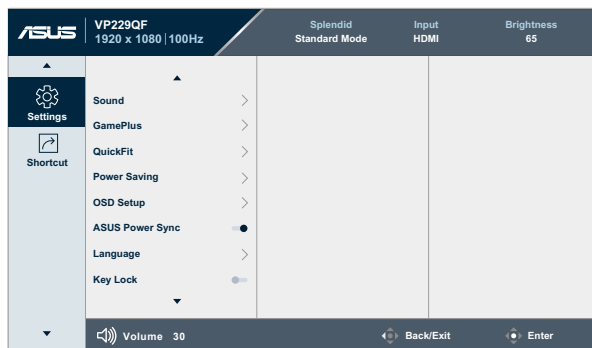 ASUS
VP229QF
1920 x 1080 | 100Hz
Splendid
Standard Mode
Input
HDMI
Brightness
65
Settings
Shortcut
Sound
GamePlus
QuickFit
Power Saving
OSD Setup
ASUS Power Sync
Language
Key Lock
Volume 30
Back/Exit
Enter